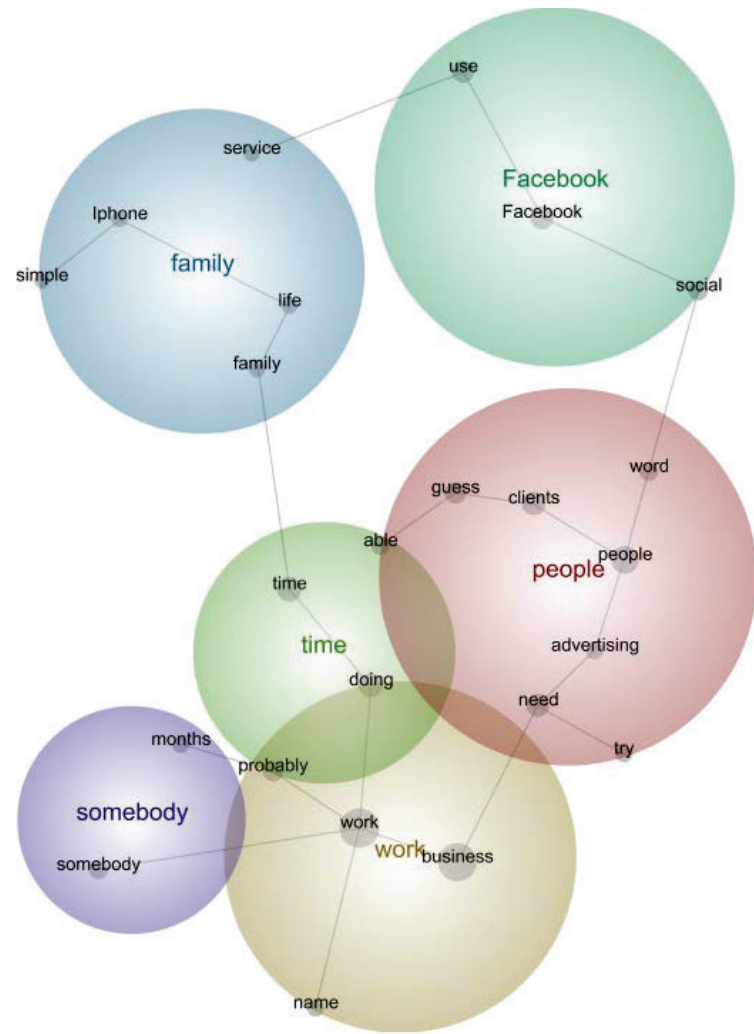 use
service
Facebook
Facebook
Iphone
family
simple
life
social
family
word
guess
clients
able
people
people
time
time
advertising
doing
need
months
try
probably
somebody
work
work
business
somebody
name